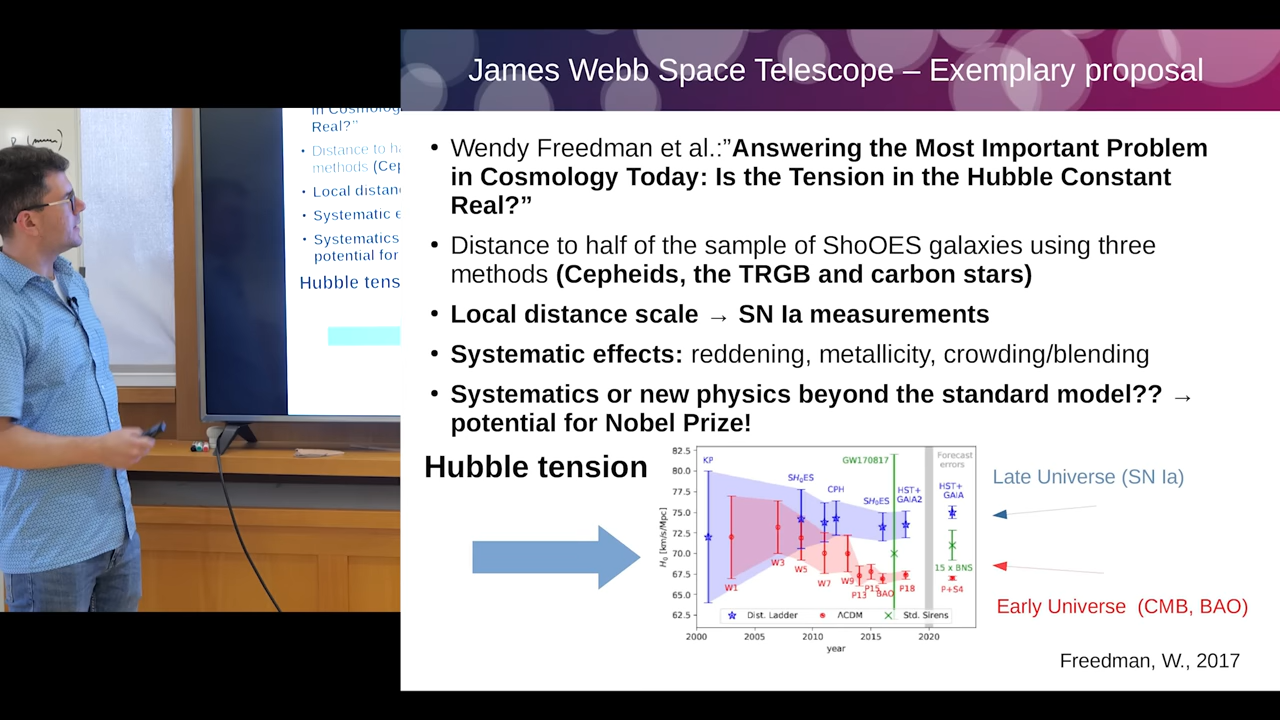 James Webb Space Telescope – Exemplary proposal
in Cosmology
Real?”
Distance to ha
methods (Cep
Local distanc
Systematic e
Systematics
potential for
Hubble tens
• Wendy Freedman et al.:”Answering the Most Important Problem
in Cosmology Today: Is the Tension in the Hubble Constant
Real?”
• Distance to half of the sample of ShoOES galaxies using three
methods (Cepheids, the TRGB and carbon stars)
• Local distance scale → SN Ia measurements
• Systematic effects: reddening, metallicity, crowding/blending
• Systematics or new physics beyond the standard model?? →
potential for Nobel Prize!
Hubble tension
82.5
80.0
77.5
75.0
72.5
70.0
67.5
65.0
62.5
H₀ [km/s/Mpc]
KP
SH₀ES
CPH
GW170817
SH₀ES
HST+
GAIA2
Forecast
errors
HST+
GAIA
W1
W3
W5
W7
W9
P13
P15
BAO
P18
15 x BNS
P+S4
Dist. Ladder
ΛCDM
Std. Sirens
2000
2005
2010
2015
2020
year
Late Universe (SN Ia)
Early Universe (CMB, BAO)
Freedman, W., 2017